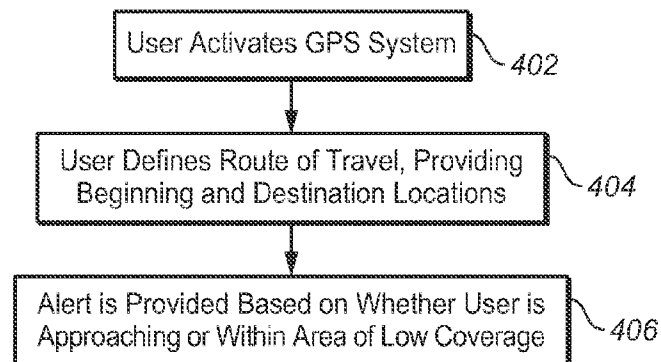 User Activates GPS System
402
User Defines Route of Travel, Providing
Beginning and Destination Locations
404
Alert is Provided Based on Whether User is
Approaching or Within Area of Low Coverage
406